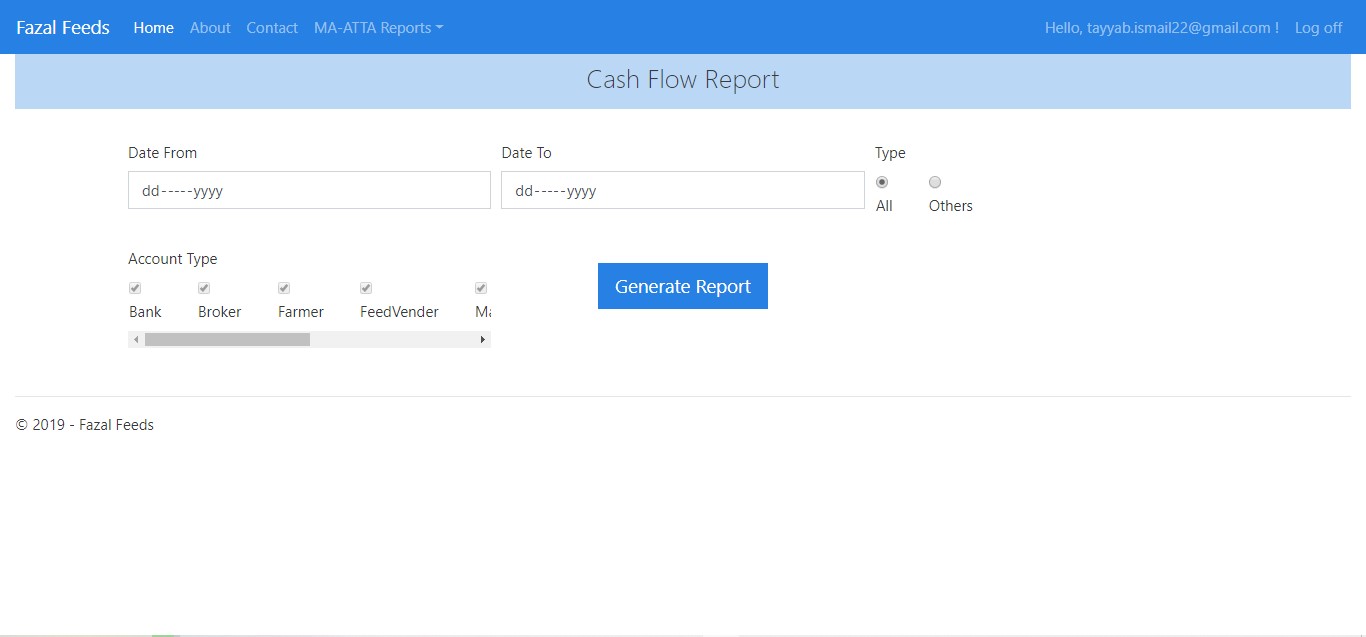 Fazal Feeds Home About Contact MA-ATTA Reports Hello, tayyab.ismail22@gmail.com ! Log off
Cash Flow Report
Date From Date To Type
dd-----yyyy dd-----yyyy
All Others
Account Type
Generate Report
Bank Broker Farmer FeedVender
© 2019 - Fazal Feeds